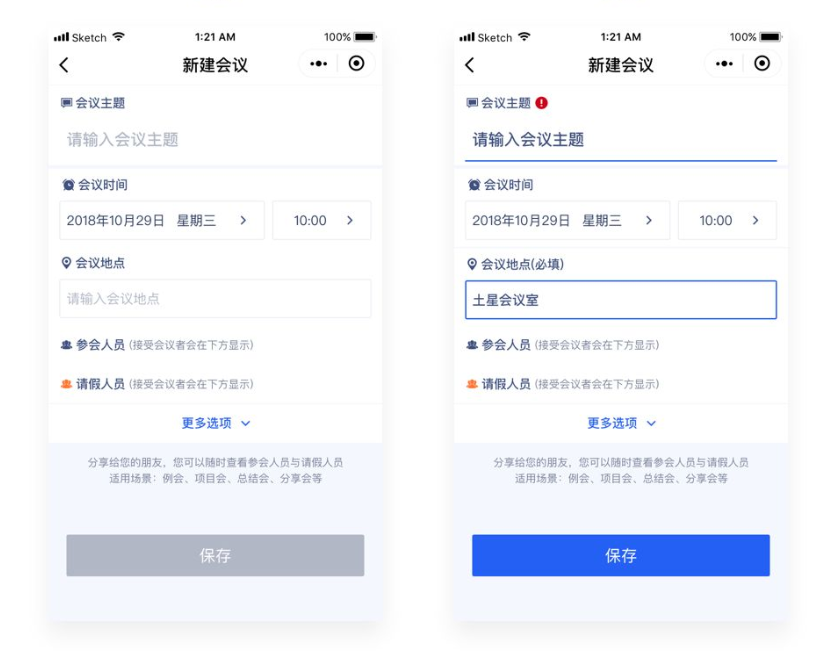 Sketch 1:21 AM 100%
新建会议
会议主题
请输入会议主题
会议时间
2018年10月29日 星期三 10:00
会议地点
请输入会议地点
参会人员 (接受会议者会在下方显示)
请假人员 (接受会议者会在下方显示)
更多选项
分享给您的朋友，您可以随时查看参会人员与请假人员
适用场景：例会、项目会、总结会、分享会等
保存
Sketch 1:21 AM 100%
新建会议
会议主题
请输入会议主题
会议时间
2018年10月29日 星期三 10:00
会议地点(必填)
土星会议室
参会人员 (接受会议者会在下方显示)
请假人员 (接受会议者会在下方显示)
更多选项
分享给您的朋友，您可以随时查看参会人员与请假人员
适用场景：例会、项目会、总结会、分享会等
保存